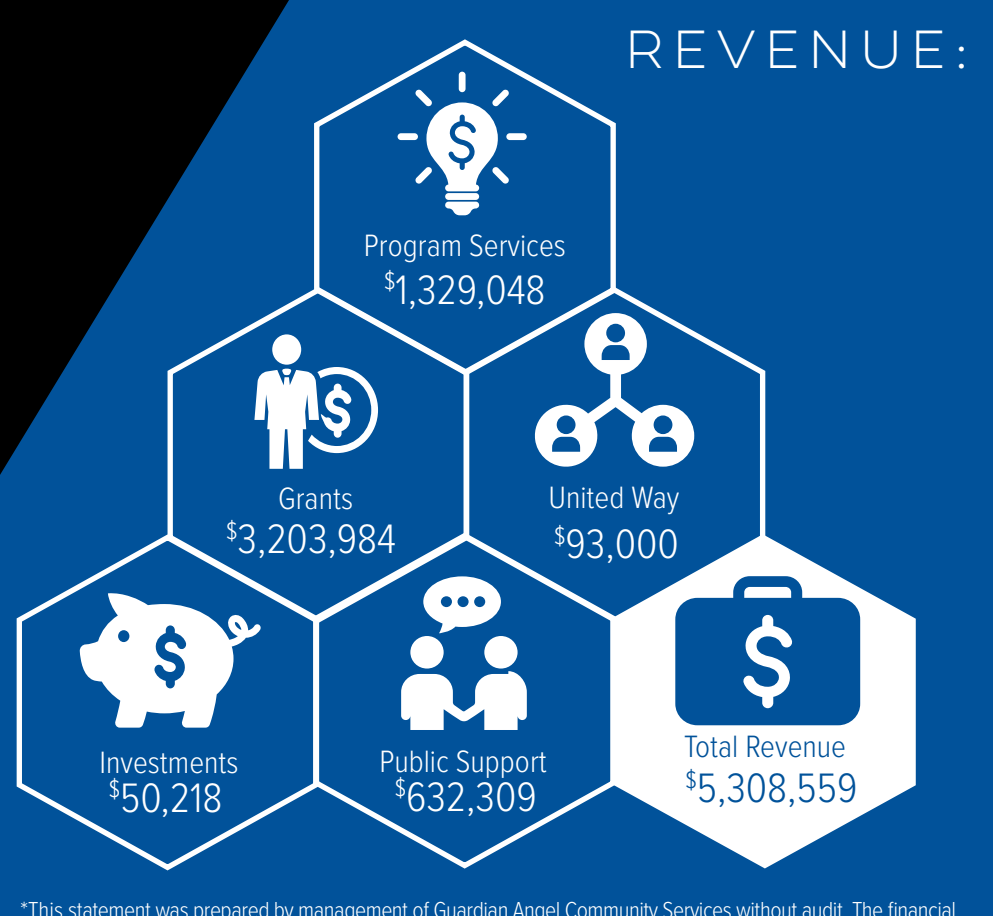 REVENUE:
Program Services
$1,329,048
Grants
$3,203,984
United Way
$93,000
Investments
$50,218
Public Support
$632,309
Total Revenue
$5,308,559
*This statement was prepared by management of Guardian Angel Community Services without audit. The financial